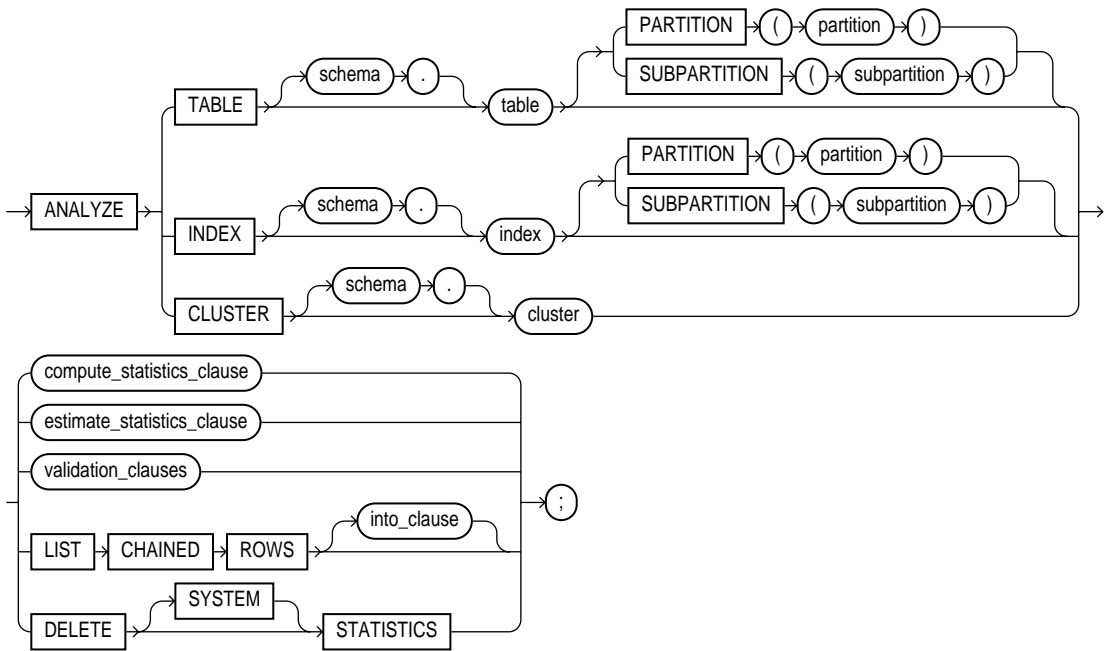 PARTITION ( partition )
schema . SUBPARTITION ( subpartition )
TABLE table
PARTITION ( partition )
ANALYZE schema . SUBPARTITION ( subpartition )
INDEX index
schema .
CLUSTER cluster
compute_statistics_clause
estimate_statistics_clause
validation_clauses
;
into_clause
LIST CHAINED ROWS
SYSTEM
DELETE STATISTICS